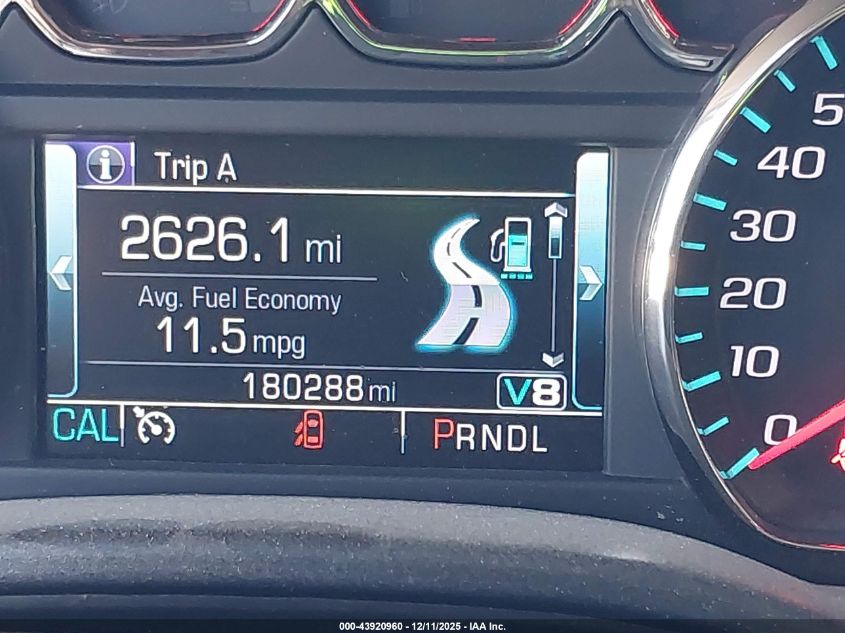 Trip A
2626.1 mi
Avg. Fuel Economy
11.5 mpg
180288 mi V8
CAL PRNDL
50
40
30
20
10
0
000-43920960 - 12/11/2025 - IAA Inc.